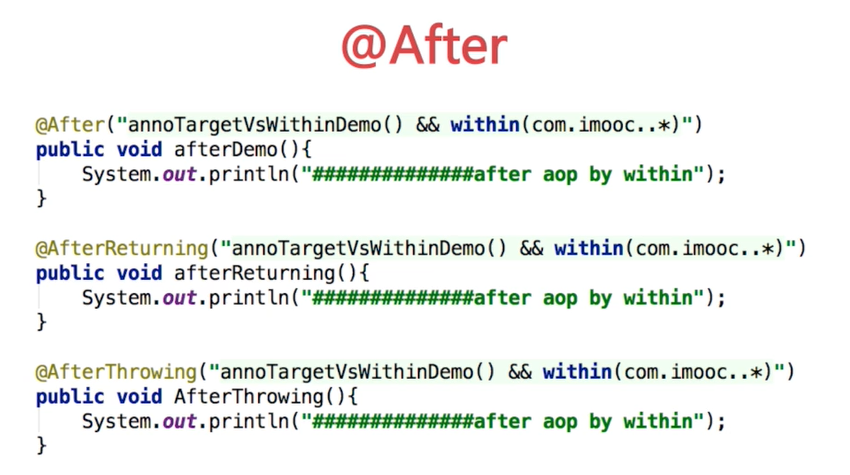 @After
@After("annoTargetVsWithinDemo() && within(com.imooc..*)")
public void afterDemo(){
    System.out.println("##############after aop by within");
}
@AfterReturning("annoTargetVsWithinDemo() && within(com.imooc..*)")
public void afterReturning(){
    System.out.println("##############after aop by within");
}
@AfterThrowing("annoTargetVsWithinDemo() && within(com.imooc..*)")
public void AfterThrowing(){
    System.out.println("##############after aop by within");
}